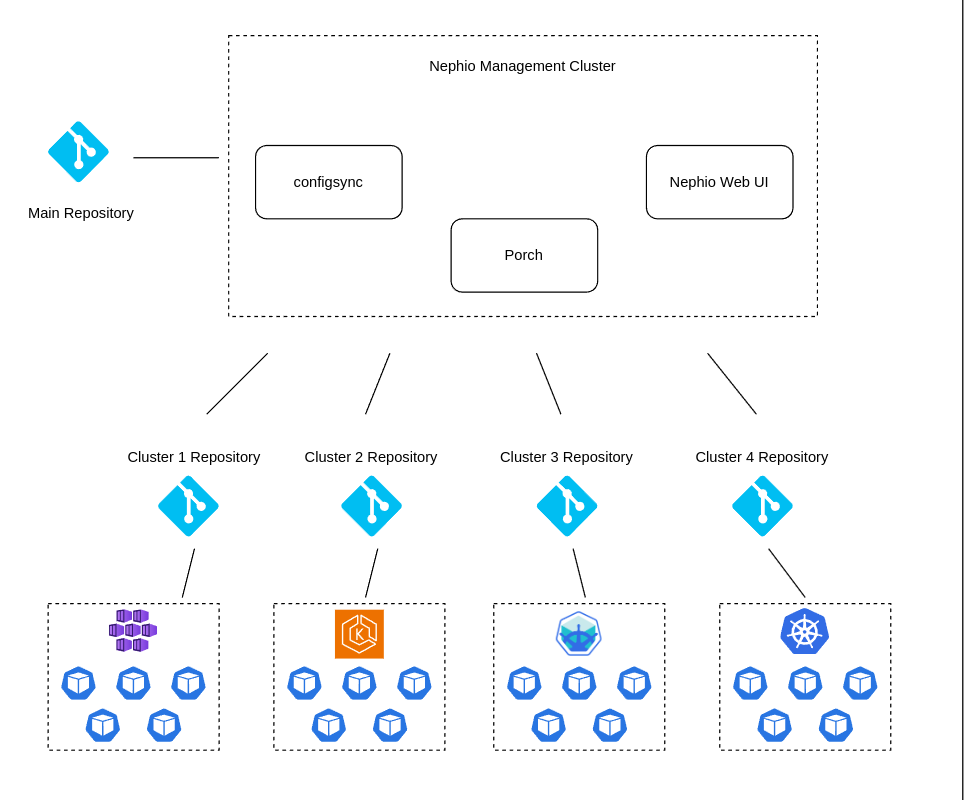 Nephio Management Cluster
configsync
Nephio Web UI
Main Repository
Porch
Cluster 1 Repository
Cluster 2 Repository
Cluster 3 Repository
Cluster 4 Repository
K